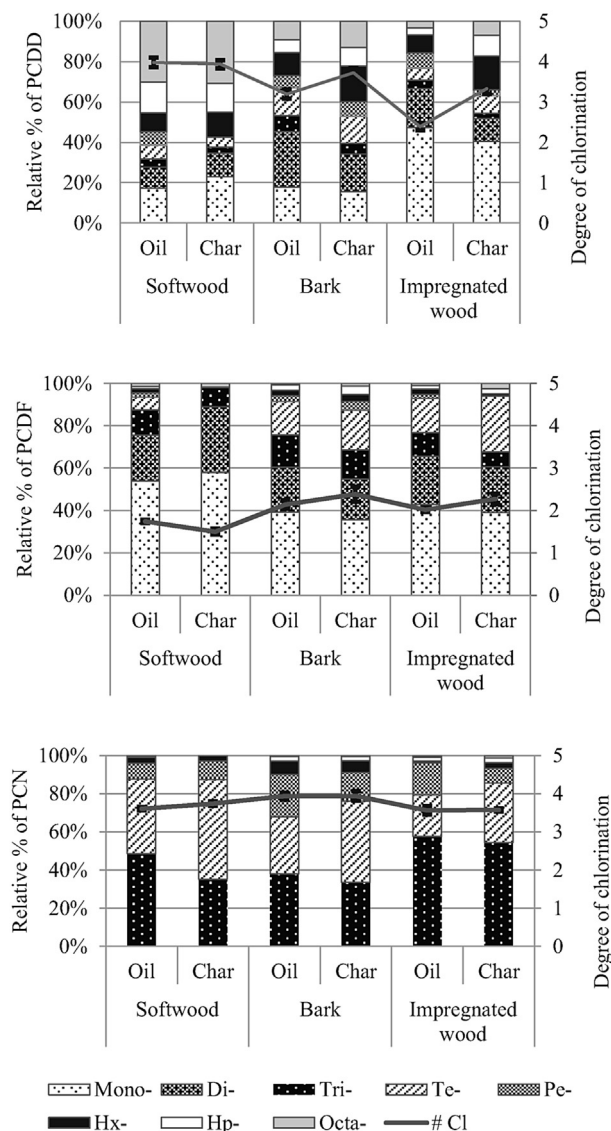 Relative % of PCDD
100%
80%
60%
40%
20%
0%
5
4
3
2
1
0
Degree of chlorination
Oil Char Oil Char Oil Char
Softwood Bark Impregnated
wood
Relative % of PCDF
100%
80%
60%
40%
20%
0%
5
4
3
2
1
0
Degree of chlorination
Oil Char Oil Char Oil Char
Softwood Bark Impregnated
wood
Relative % of PCN
100%
80%
60%
40%
20%
0%
5
4
3
2
1
0
Degree of chlorination
Oil Char Oil Char Oil Char
Softwood Bark Impregnated
wood
Mono- Di- Tri- Te- Pe-
Hx- Hp- Octa- # Cl